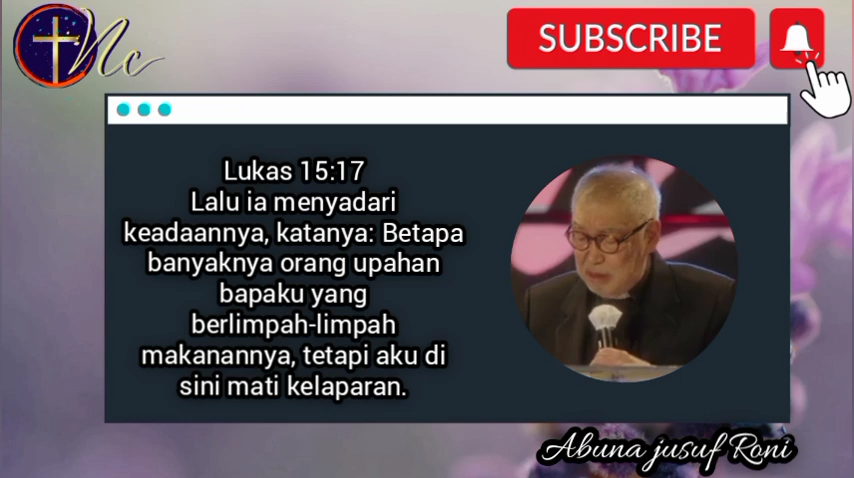 Nc
SUBSCRIBE
Lukas 15:17
Lalu ia menyadari
keadaannya, katanya: Betapa
banyaknya orang upahan
bapaku yang
berlimpah-limpah
makanannya, tetapi aku di
sini mati kelaparan.
Abuna jusuf Roni